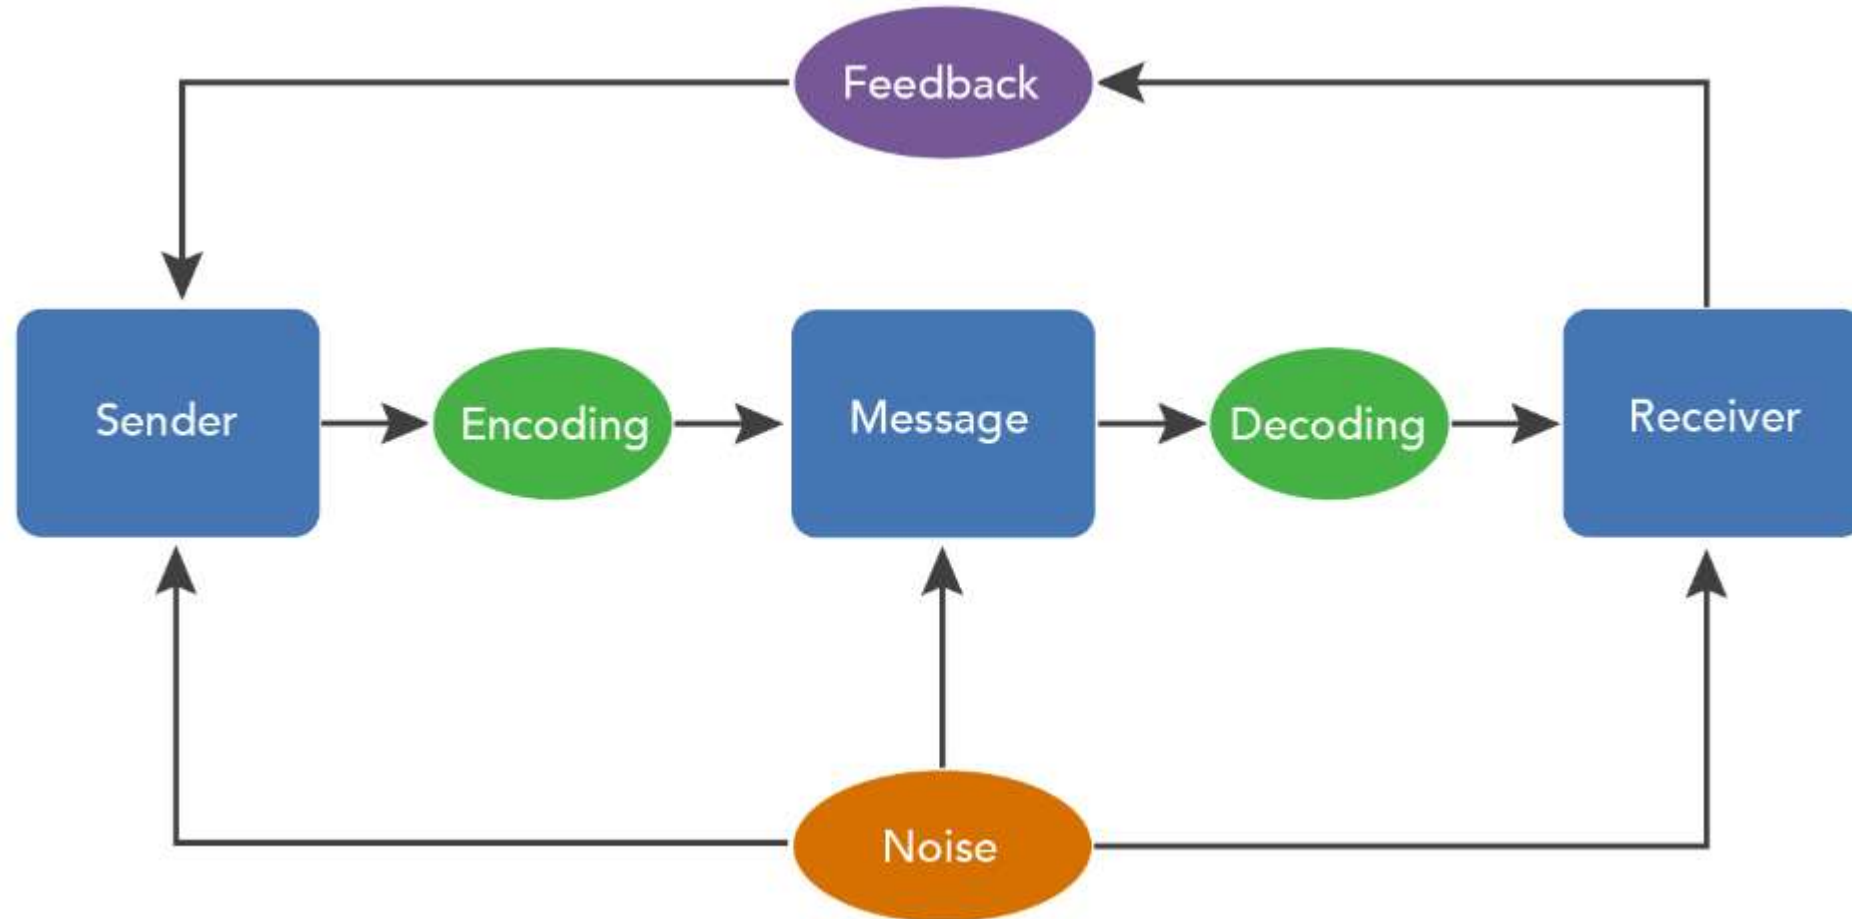 Feedback
Sender
Encoding
Message
Decoding
Receiver
Noise